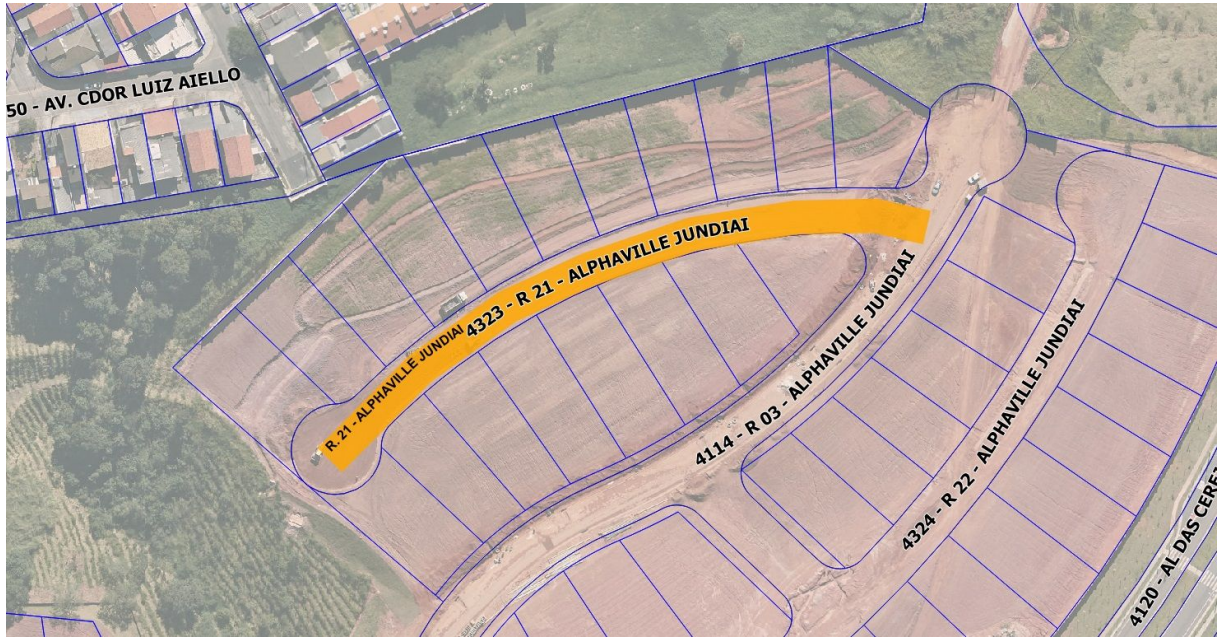 50 - AV. CDOR LUIZ AIELLO
4323 - R 21 - ALPHAVILLE JUNDIAI
R. 21 - ALPHAVILLE JUNDIAI
4114 - R 03 - ALPHAVILLE JUNDIAI
4324 - R 22 - ALPHAVILLE JUNDIAI
4120 - AL DAS